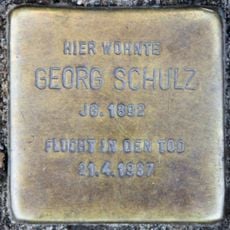 HIER WOHNTE
GEORG SCHULZ
JG. 1892
FLUCHT IN DEN TOD
21.4.1937